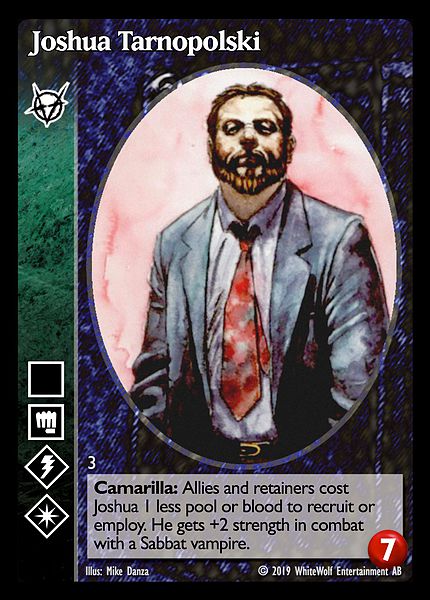 Joshua Tarnopolski
3
Camarilla: Allies and retainers cost
Joshua 1 less pool or blood to recruit or
employ. He gets +2 strength in combat
with a Sabbat vampire.
7
Illus: Mike Danza
© 2019 WhiteWolf Entertainment AB